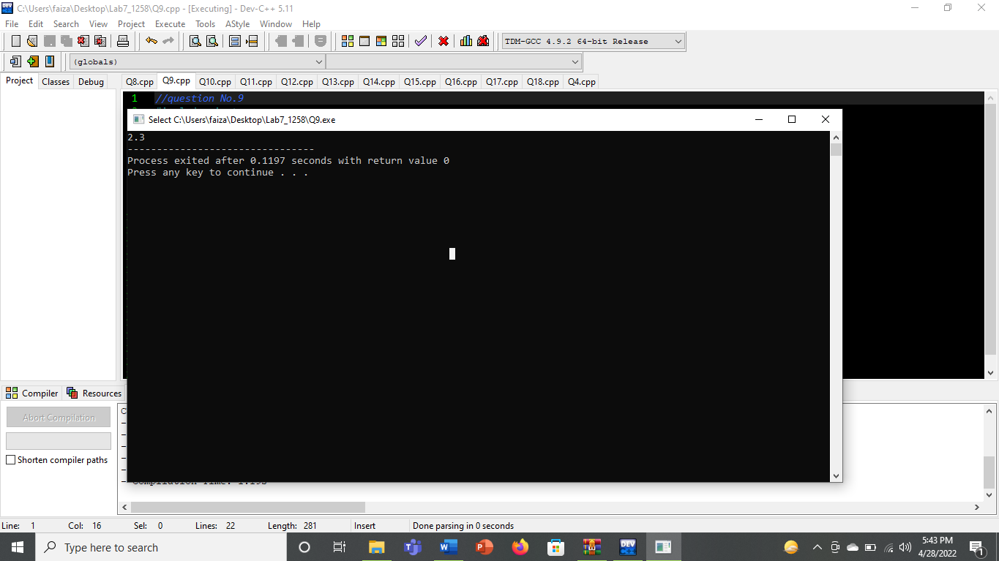 C:\Users\faiza\Desktop\Lab7_1258\Q9.cpp - [Executing] - Dev-C++ 5.11
File Edit Search View Project Execute Tools AStyle Window Help
TDM-GCC 4.9.2 64-bit Release
(globals)
Project Classes Debug Q8.cpp Q9.cpp Q10.cpp Q11.cpp Q12.cpp Q13.cpp Q14.cpp Q15.cpp Q16.cpp Q17.cpp Q18.cpp Q4.cpp
1 //question No.9
Select C:\Users\faiza\Desktop\Lab7_1258\Q9.exe
2.3
--------------------------------
Process exited after 0.1197 seconds with return value 0
Press any key to continue . . .
Compiler Resources
Abort Compilation
Shorten compiler paths
Line: 1 Col: 16 Sel: 0 Lines: 22 Length: 281 Insert Done parsing in 0 seconds
Type here to search
DEV
5:43 PM
4/28/2022
1